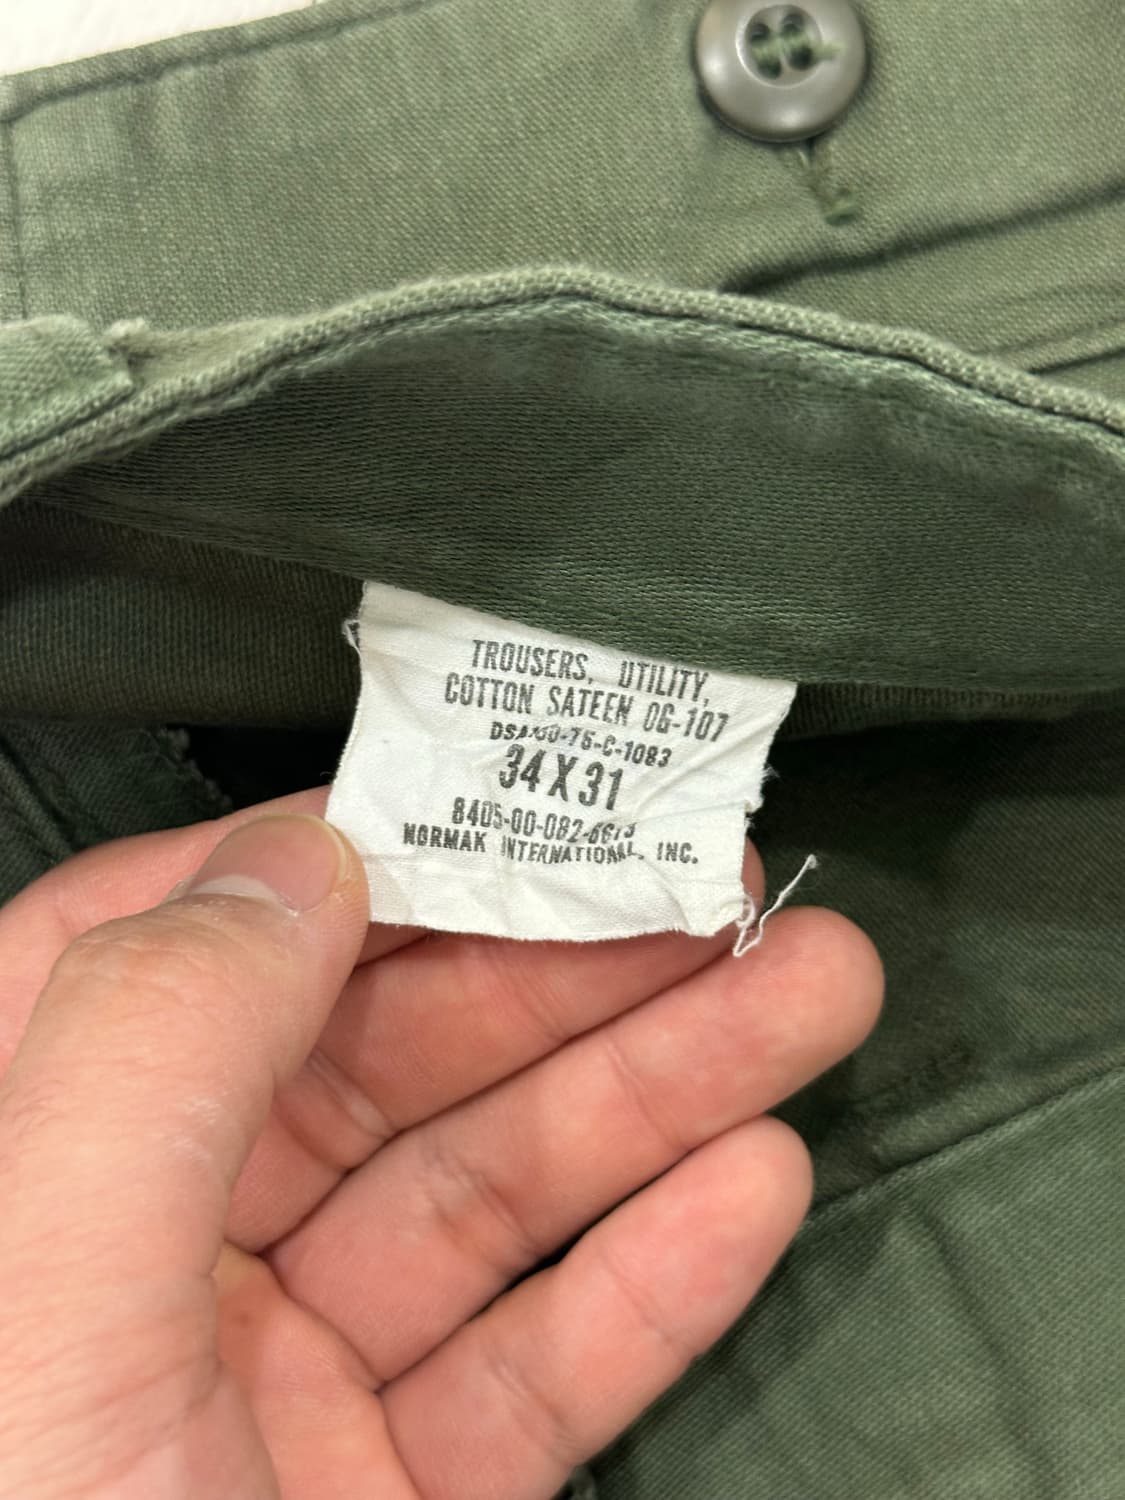 TROUSERS, UTILITY,
COTTON SATEEN OG-107
34 X 31
NORMAK INTERNATIONAL, INC.